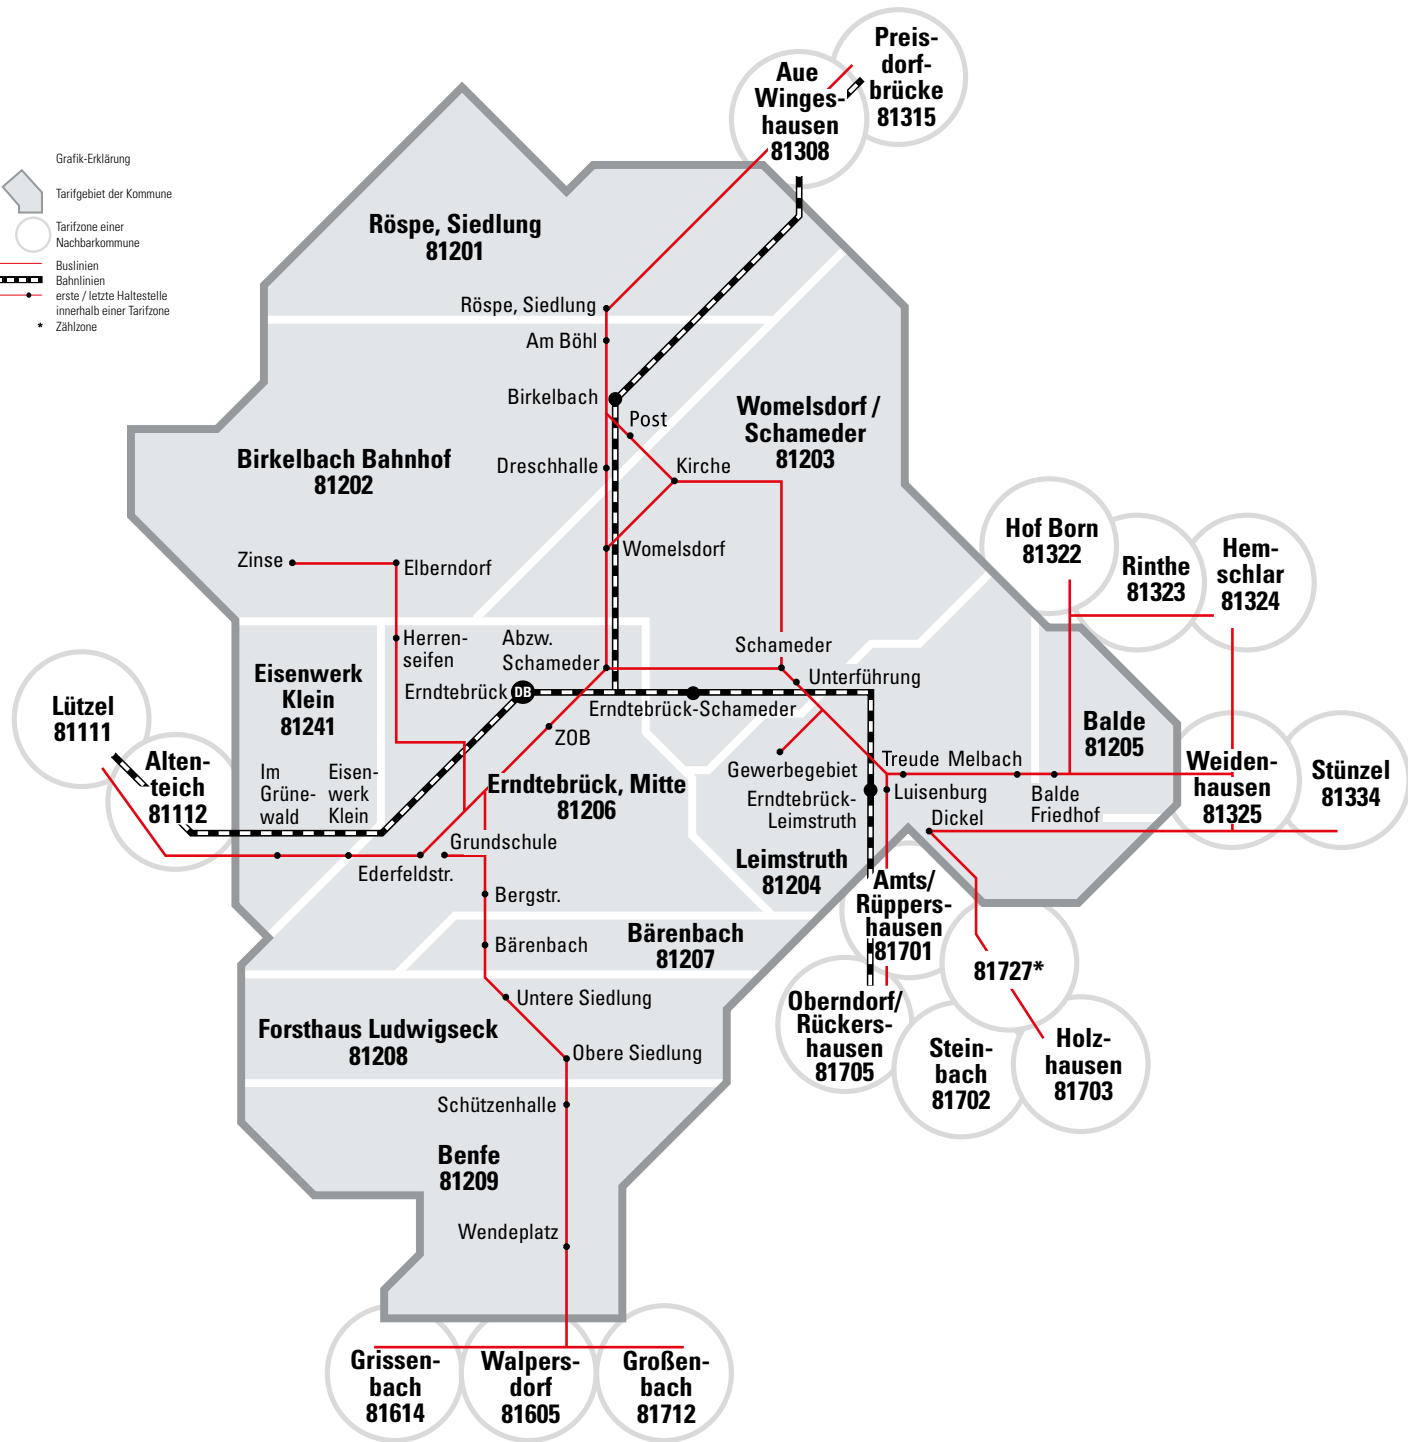 Preis-
dorf-
brücke
81315
Aue
Winges-
hausen
81308
Grafik-Erklärung
Tarifgebiet der Kommune
Tarifzone einer
Nachbarkommune
Buslinien
Bahnlinien
erste / letzte Haltestelle
innerhalb einer Tarifzone
* Zählzone
Röspe, Siedlung
81201
Röspe, Siedlung
Am Böhl
Birkelbach
Post
Womelsdorf /
Schameder
81203
Birkelbach Bahnhof
81202
Dreschhalle
Kirche
Womelsdorf
Zinse
Elberndorf
Hof Born
81322
Rinthe
81323
Hem-
schlar
81324
Herren-
seifen
Abzw.
Schameder
Schameder
Unterführung
Eisenwerk
Klein
81241
Erndtebrück
DB
Erndtebrück-Schameder
Lützel
81111
Alten-
teich
81112
ZOB
Balde
81205
Im
Grüne-
wald
Eisen-
werk
Klein
Erndtebrück, Mitte
81206
Gewerbegebiet
Treude
Melbach
Luisenburg
Erndtebrück-
Leimstruth
Balde
Friedhof
Dickel
Weiden-
hausen
81325
Stünzel
81334
Grundschule
Ederfeldstr.
Leimstruth
81204
Bergstr.
Amts/
Rüppers-
hausen
81701
Bärenbach
Bärenbach
81207
81727*
Untere Siedlung
Forsthaus Ludwigseck
81208
Obere Siedlung
Oberndorf/
Rückers-
hausen
81705
Stein-
bach
81702
Holz-
hausen
81703
Schützenhalle
Benfe
81209
Wendeplatz
Grissen-
bach
81614
Walpers-
dorf
81605
Großen-
bach
81712